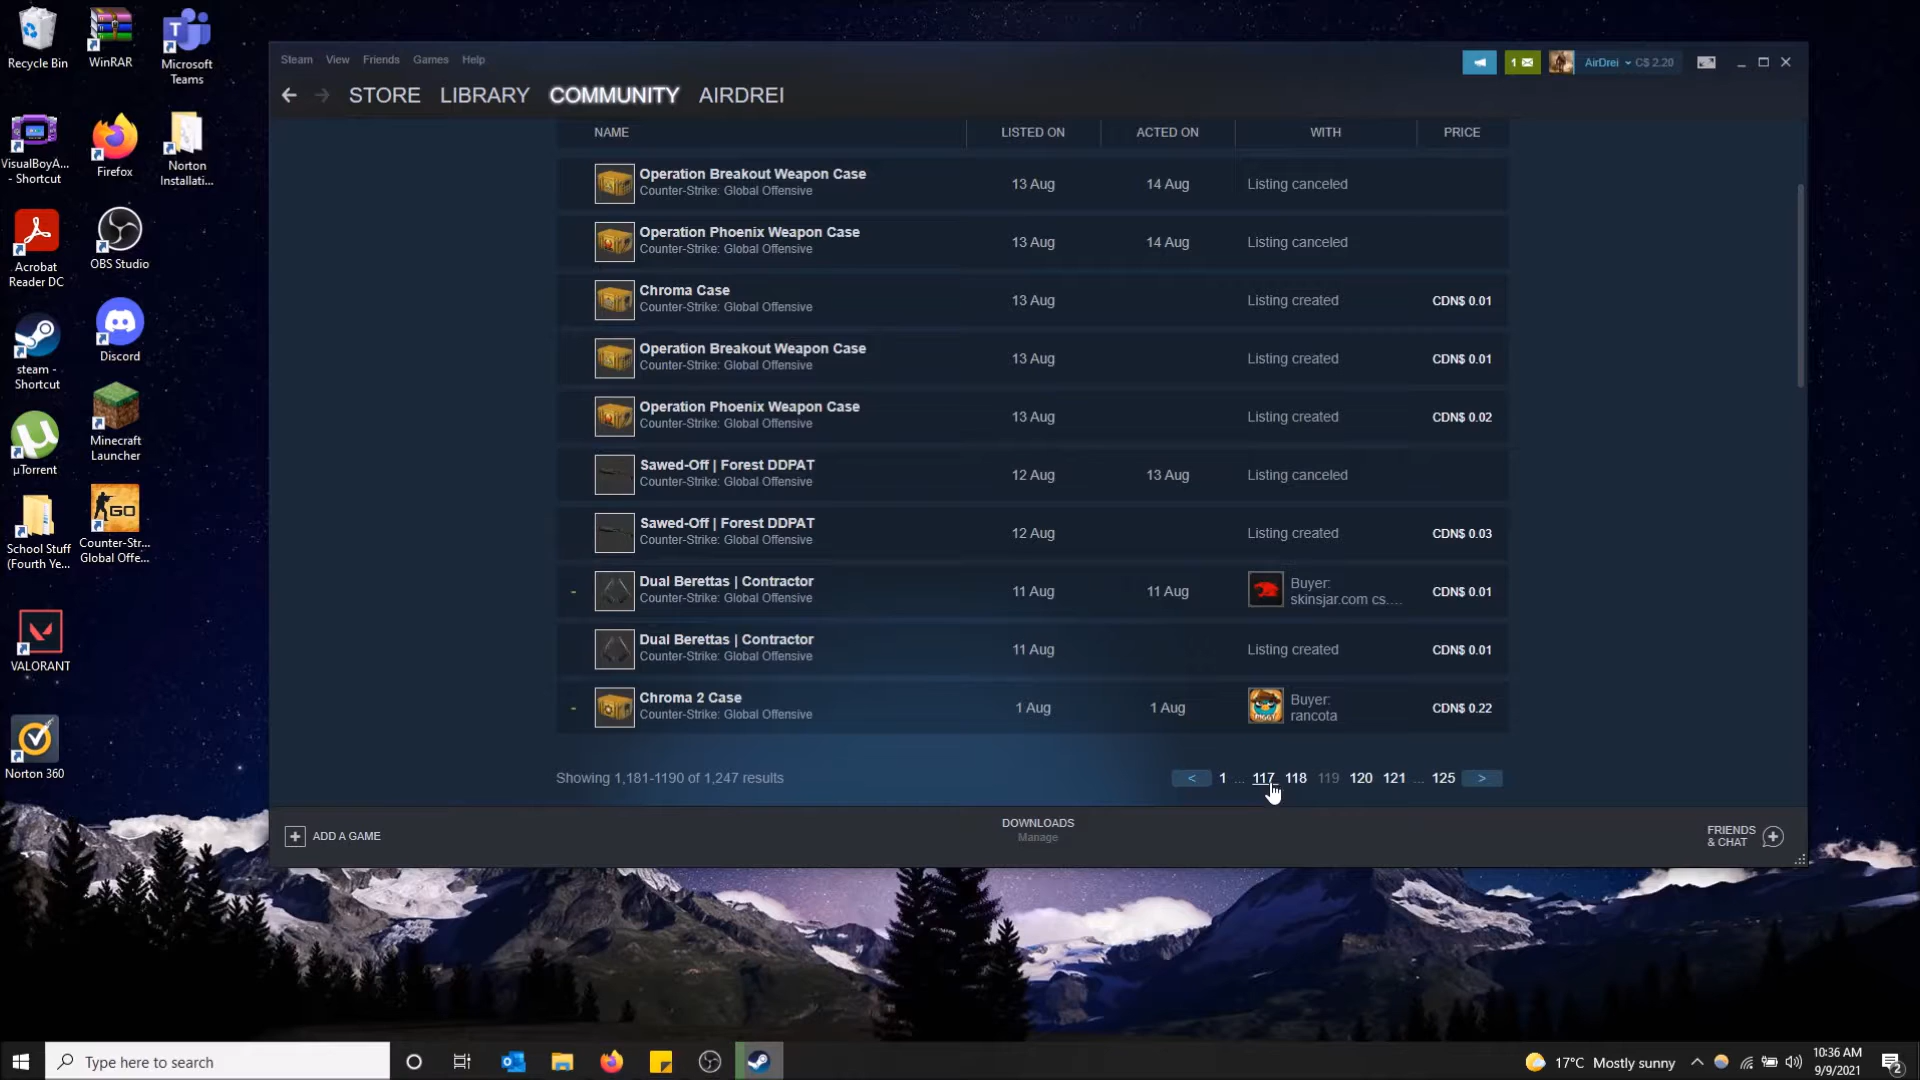 Recycle Bin
WinRAR
Microsoft
Teams
VisualBoyA...
- Shortcut
Firefox
Norton
Installati...
Acrobat
Reader DC
OBS Studio
steam -
Shortcut
Discord
µTorrent
Minecraft
Launcher
School Stuff
(Fourth Ye...
GO
Counter-Str...
Global Offe...
VALORANT
Norton 360
Steam View Friends Games Help
1 AirDrei C$ 2.20
STORE LIBRARY COMMUNITY AIRDREI
NAME LISTED ON ACTED ON WITH PRICE
Operation Breakout Weapon Case
Counter-Strike: Global Offensive
13 Aug 14 Aug Listing canceled
Operation Phoenix Weapon Case
Counter-Strike: Global Offensive
13 Aug 14 Aug Listing canceled
Chroma Case
Counter-Strike: Global Offensive
13 Aug Listing created CDN$ 0.01
Operation Breakout Weapon Case
Counter-Strike: Global Offensive
13 Aug Listing created CDN$ 0.01
Operation Phoenix Weapon Case
Counter-Strike: Global Offensive
13 Aug Listing created CDN$ 0.02
Sawed-Off | Forest DDPAT
Counter-Strike: Global Offensive
12 Aug 13 Aug Listing canceled
Sawed-Off | Forest DDPAT
Counter-Strike: Global Offensive
12 Aug Listing created CDN$ 0.03
- Dual Berettas | Contractor
Counter-Strike: Global Offensive
11 Aug 11 Aug Buyer:
skinsjar.com cs.... CDN$ 0.01
Dual Berettas | Contractor
Counter-Strike: Global Offensive
11 Aug Listing created CDN$ 0.01
- Chroma 2 Case
Counter-Strike: Global Offensive
1 Aug 1 Aug Buyer:
rancota CDN$ 0.22
Showing 1,181-1190 of 1,247 results < 1 ... 117 118 119 120 121 ... 125 >
+ ADD A GAME
DOWNLOADS
Manage
FRIENDS
& CHAT +
Type here to search
17°C Mostly sunny
10:36 AM
9/9/2021
2